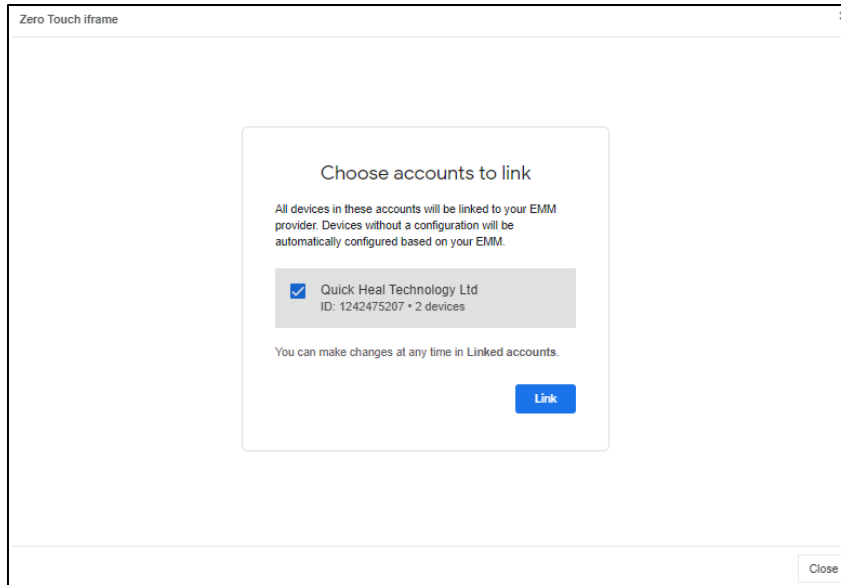 Zero Touch iframe
Choose accounts to link
All devices in these accounts will be linked to your EMM
provider. Devices without a configuration will be
automatically configured based on your EMM.
Quick Heal Technology Ltd
ID: 1242475207 • 2 devices
You can make changes at any time in Linked accounts.
Link
Close